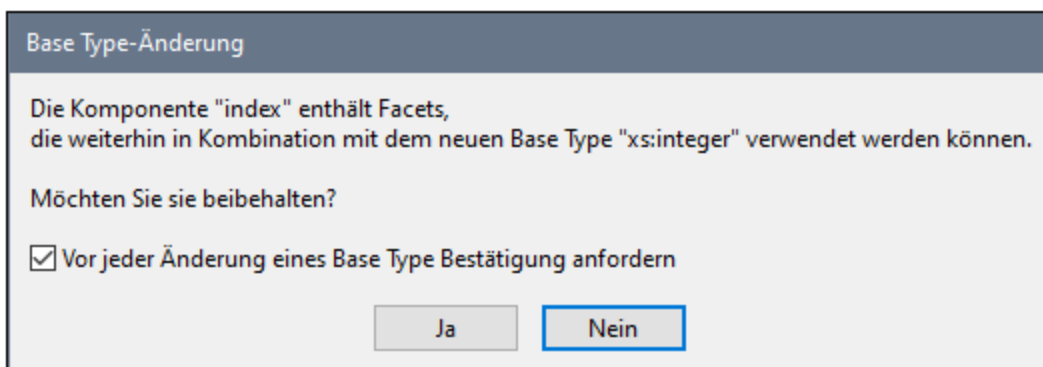 Base Type-Änderung
Die Komponente "index" enthält Facets,
die weiterhin in Kombination mit dem neuen Base Type "xs:integer" verwendet werden können.
Möchten Sie sie beibehalten?
Vor jeder Änderung eines Base Type Bestätigung anfordern
Ja
Nein